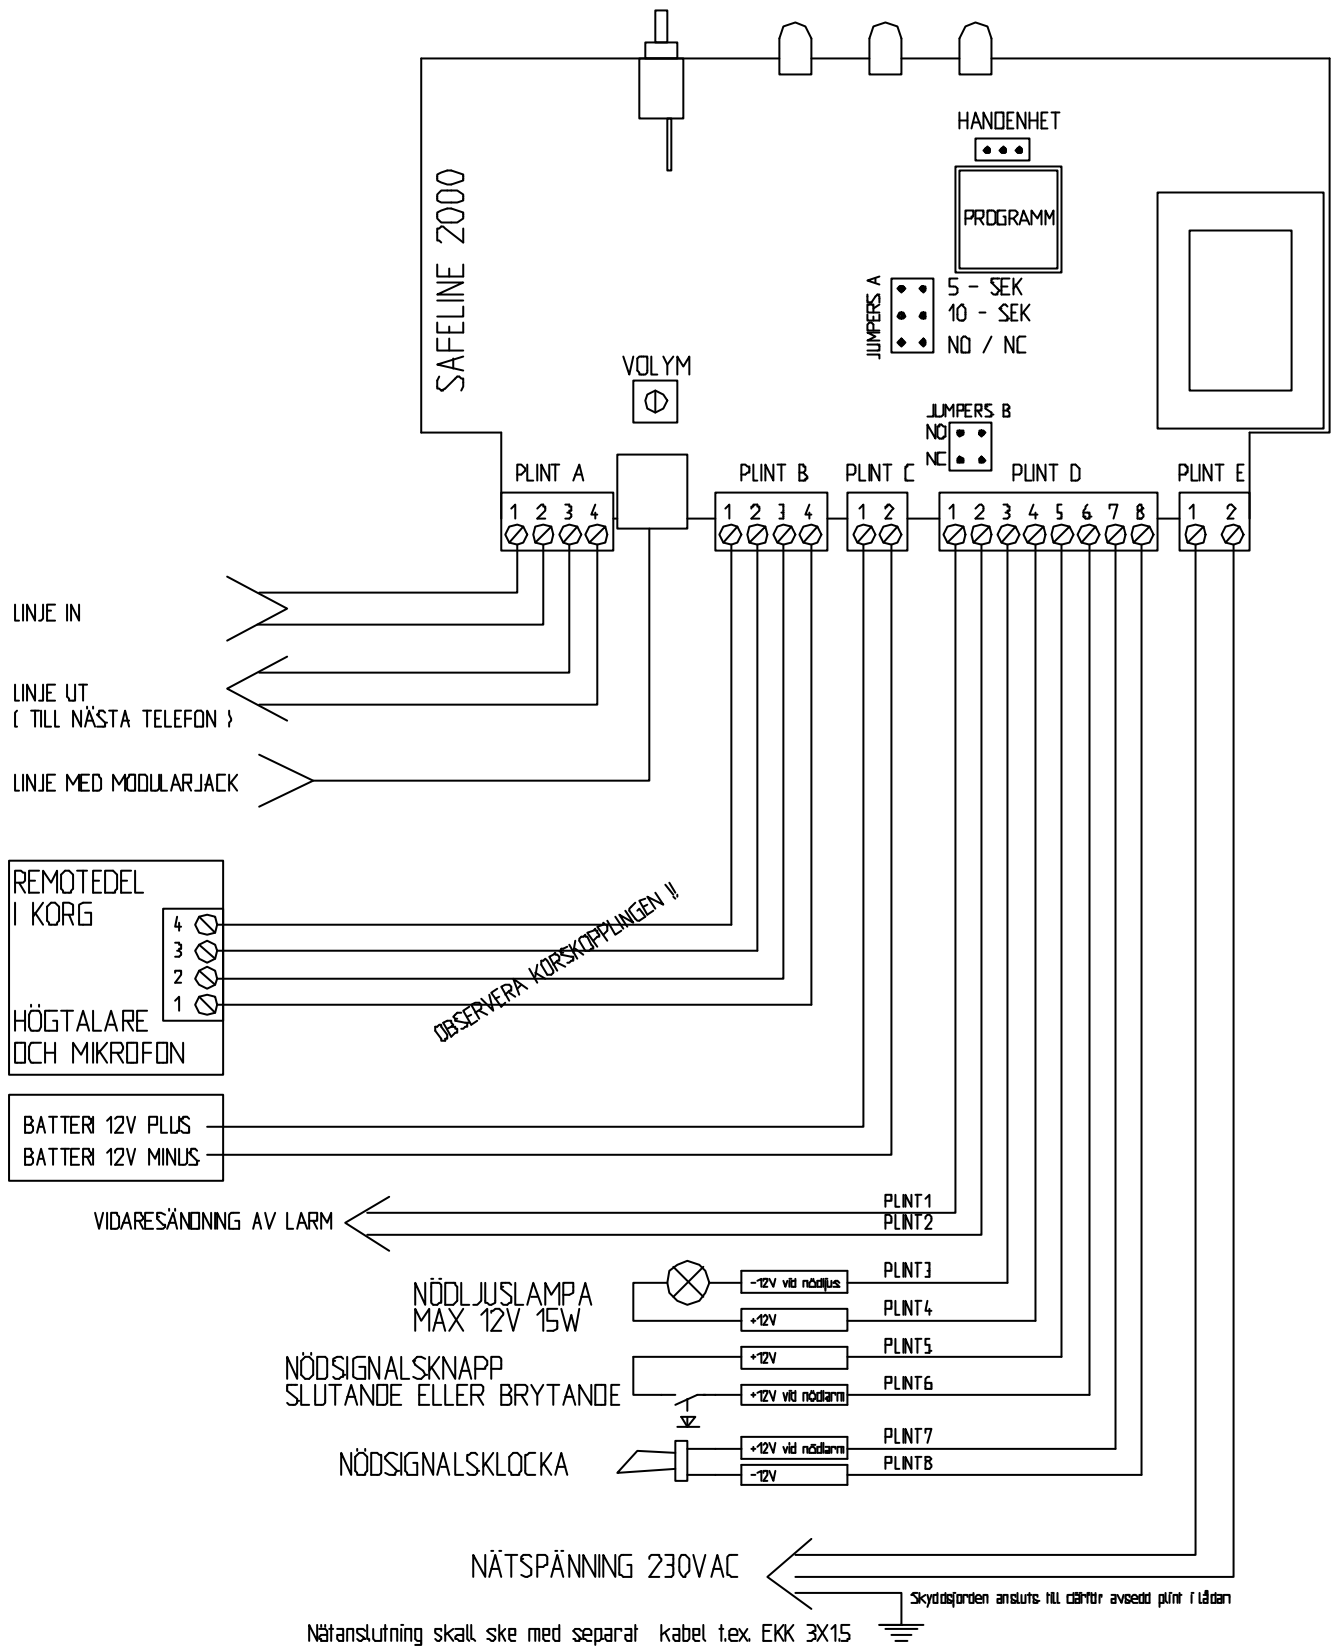 HANDENHET
PROGRAMM
SAFELINE 2000
JUMPERS A
5 - SEK
10 - SEK
NO / NC
VOLYM
JUMPERS B
NO
NC
PLINT A
PLINT B
PLINT C
PLINT D
PLINT E
1 2 3 4
1 2 3 4
1 2
1 2 3 4 5 6 7 8
1 2
LINJE IN
LINJE UT
( TILL NÄSTA TELEFON )
LINJE MED MODULARJACK
REMOTEDEL
I KORG
4
3
2
1
HÖGTALARE
OCH MIKROFON
OBSERVERA KORSKOPPLINGEN !!
BATTERI 12V PLUS
BATTERI 12V MINUS
VIDARESÄNDNING AV LARM
PLINT1
PLINT2
NÖDLJUSLAMPA
MAX 12V 15W
-12V vid nödljus
PLINT3
+12V
PLINT4
NÖDSIGNALSKNAPP
SLUTANDE ELLER BRYTANDE
+12V
PLINT5
+12V vid nödlarm
PLINT6
NÖDSIGNALSKLOCKA
+12V vid nödlarm
PLINT7
-12V
PLINT8
NÄTSPÄNNING 230VAC
Skyddsjorden ansluts till därför avsedd plint i lådan
Nätanslutning skall ske med separat kabel t.ex. EKK 3X1.5